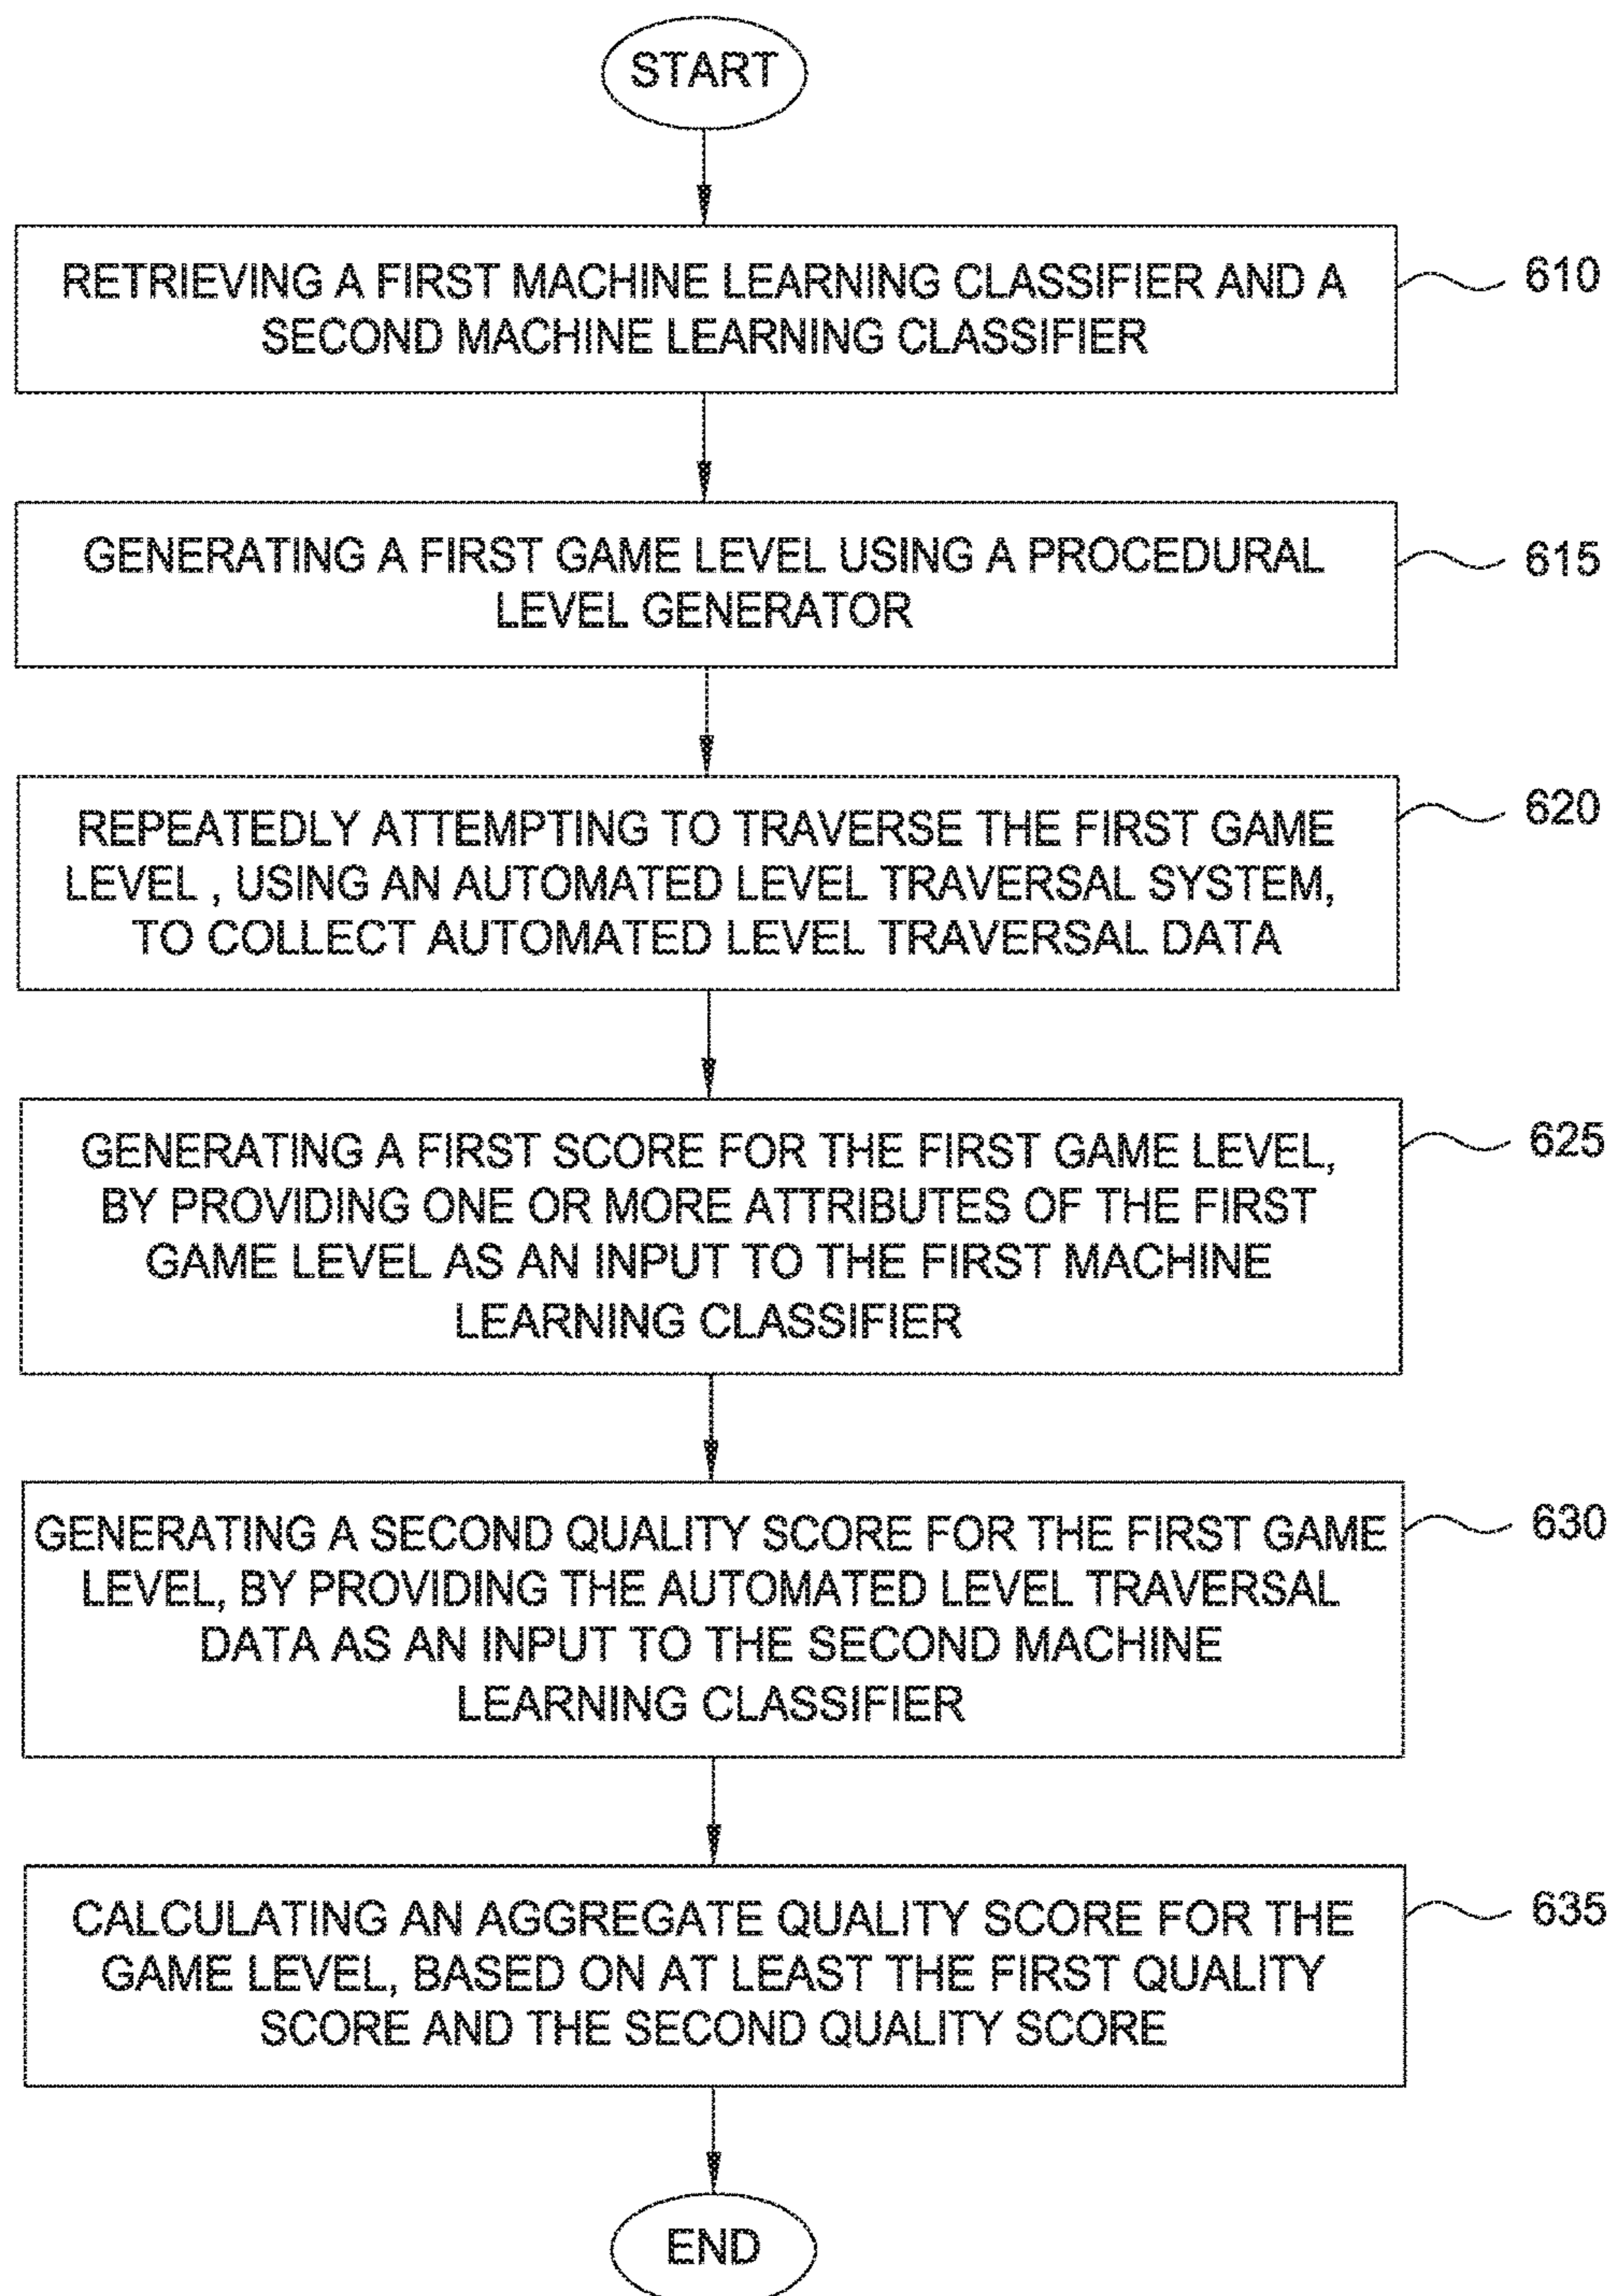 START
RETRIEVING A FIRST MACHINE LEARNING CLASSIFIER AND A
SECOND MACHINE LEARNING CLASSIFIER
610
GENERATING A FIRST GAME LEVEL USING A PROCEDURAL
LEVEL GENERATOR
615
REPEATEDLY ATTEMPTING TO TRAVERSE THE FIRST GAME
LEVEL , USING AN AUTOMATED LEVEL TRAVERSAL SYSTEM,
TO COLLECT AUTOMATED LEVEL TRAVERSAL DATA
620
GENERATING A FIRST SCORE FOR THE FIRST GAME LEVEL,
BY PROVIDING ONE OR MORE ATTRIBUTES OF THE FIRST
GAME LEVEL AS AN INPUT TO THE FIRST MACHINE
LEARNING CLASSIFIER
625
GENERATING A SECOND QUALITY SCORE FOR THE FIRST GAME
LEVEL, BY PROVIDING THE AUTOMATED LEVEL TRAVERSAL
DATA AS AN INPUT TO THE SECOND MACHINE
LEARNING CLASSIFIER
630
CALCULATING AN AGGREGATE QUALITY SCORE FOR THE
GAME LEVEL, BASED ON AT LEAST THE FIRST QUALITY
SCORE AND THE SECOND QUALITY SCORE
635
END